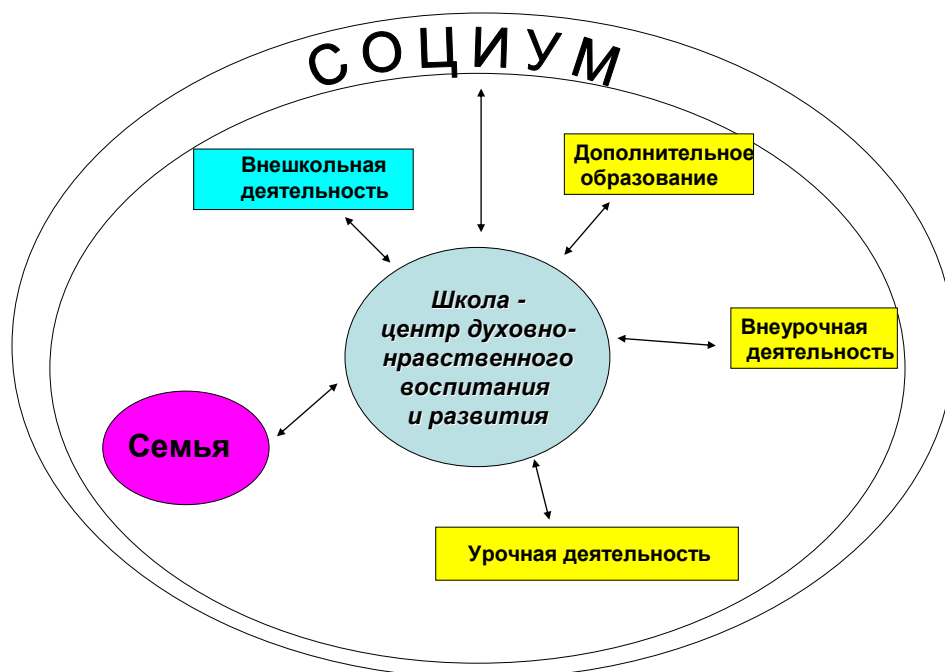 СОЦИУМ
Внешкольная
деятельность
Дополнительное
образование
Школа -
центр духовно-
нравственного
воспитания
и развития
Внеурочная
деятельность
Семья
Урочная деятельность